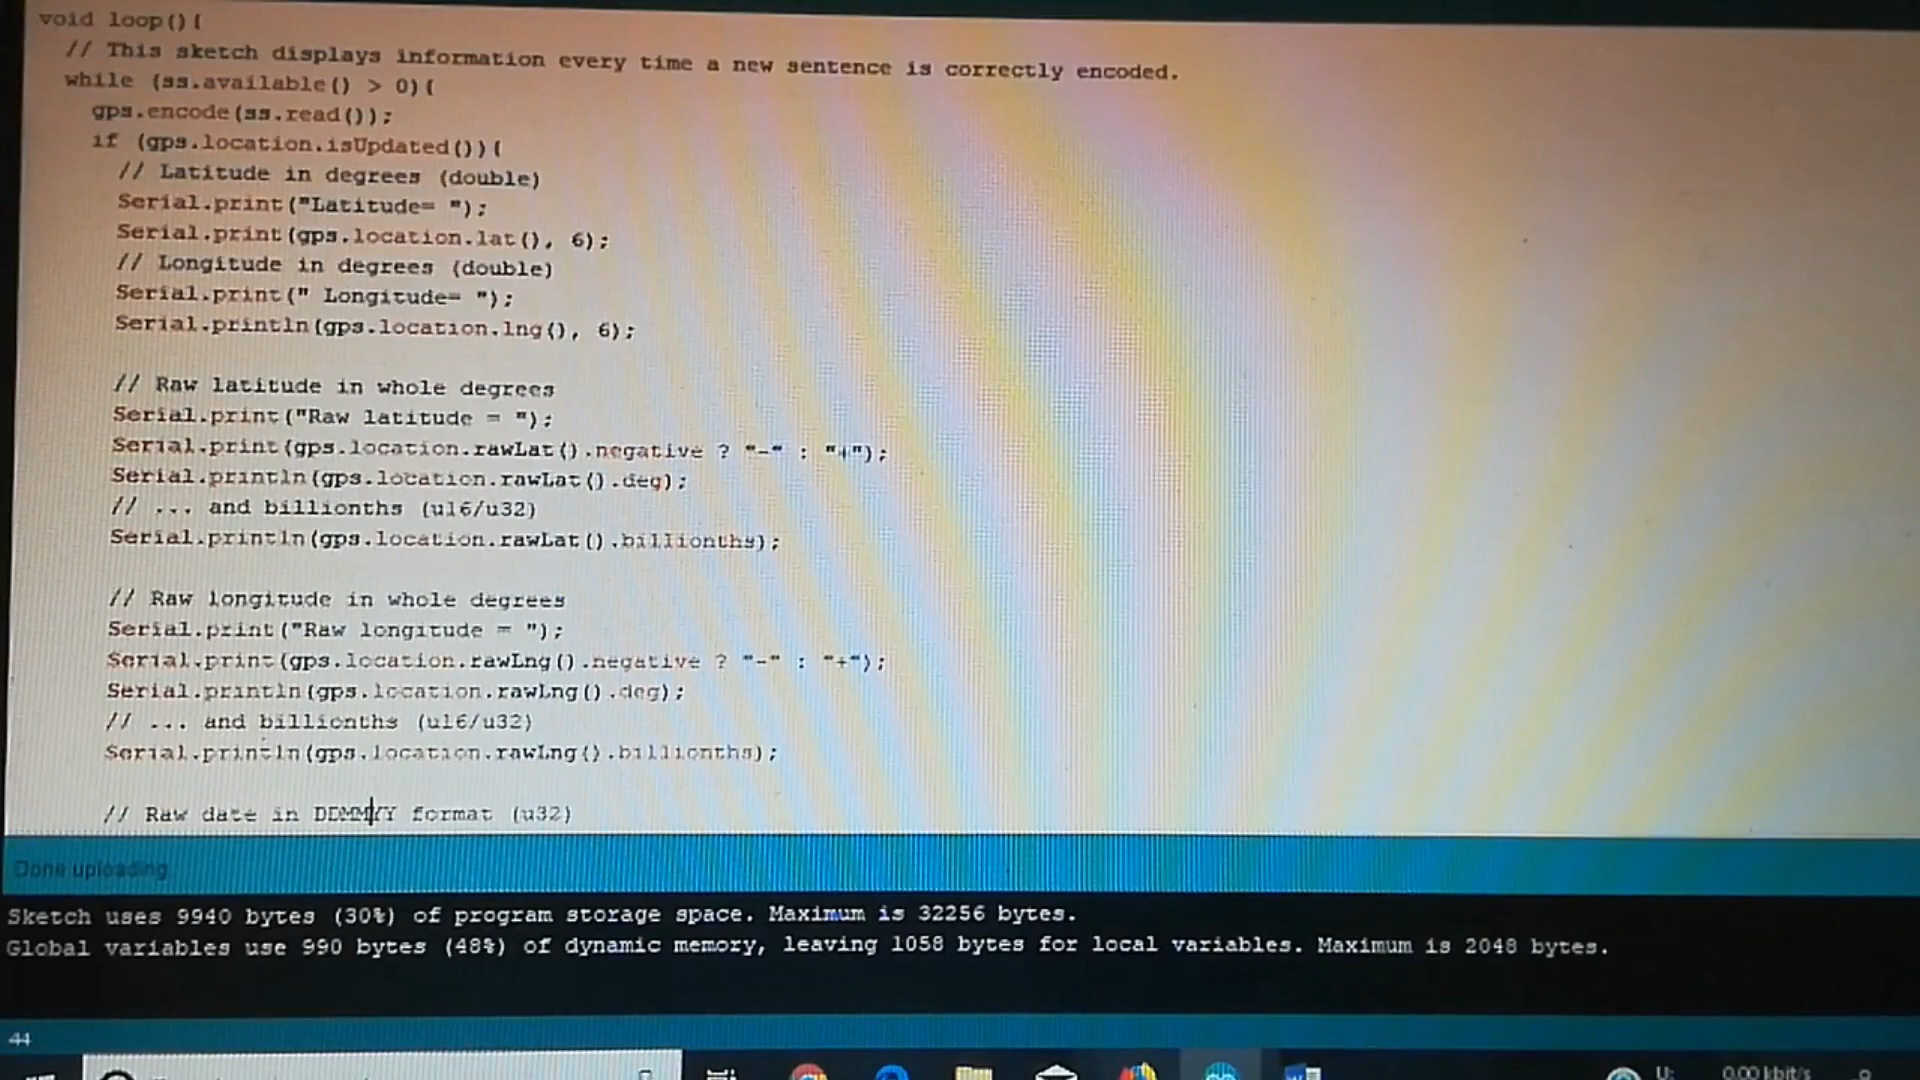 void loop(){
// This sketch displays information every time a new sentence is correctly encoded.
while (ss.available() > 0){
gps.encode(ss.read());
if (gps.location.isUpdated()){
// Latitude in degrees (double)
Serial.print("Latitude= ");
Serial.print(gps.location.lat(), 6);
// Longitude in degrees (double)
Serial.print(" Longitude= ");
Serial.println(gps.location.lng(), 6);
// Raw latitude in whole degrees
Serial.print("Raw latitude = ");
Serial.print(gps.location.rawLat().negative ? "-" : "+");
Serial.println(gps.location.rawLat().deg);
// ... and billionths (u16/u32)
Serial.println(gps.location.rawLat().billionths);
// Raw longitude in whole degrees
Serial.print("Raw longitude = ");
Serial.print(gps.location.rawLng().negative ? "-" : "+");
Serial.println(gps.location.rawLng().deg);
// ... and billionths (u16/u32)
Serial.println(gps.location.rawLng().billionths);
// Raw date in DDMMYY format (u32)
Done uploading
Sketch uses 9940 bytes (30%) of program storage space. Maximum is 32256 bytes.
Global variables use 990 bytes (48%) of dynamic memory, leaving 1058 bytes for local variables. Maximum is 2048 bytes.
44
U: 0.00 kbit/s